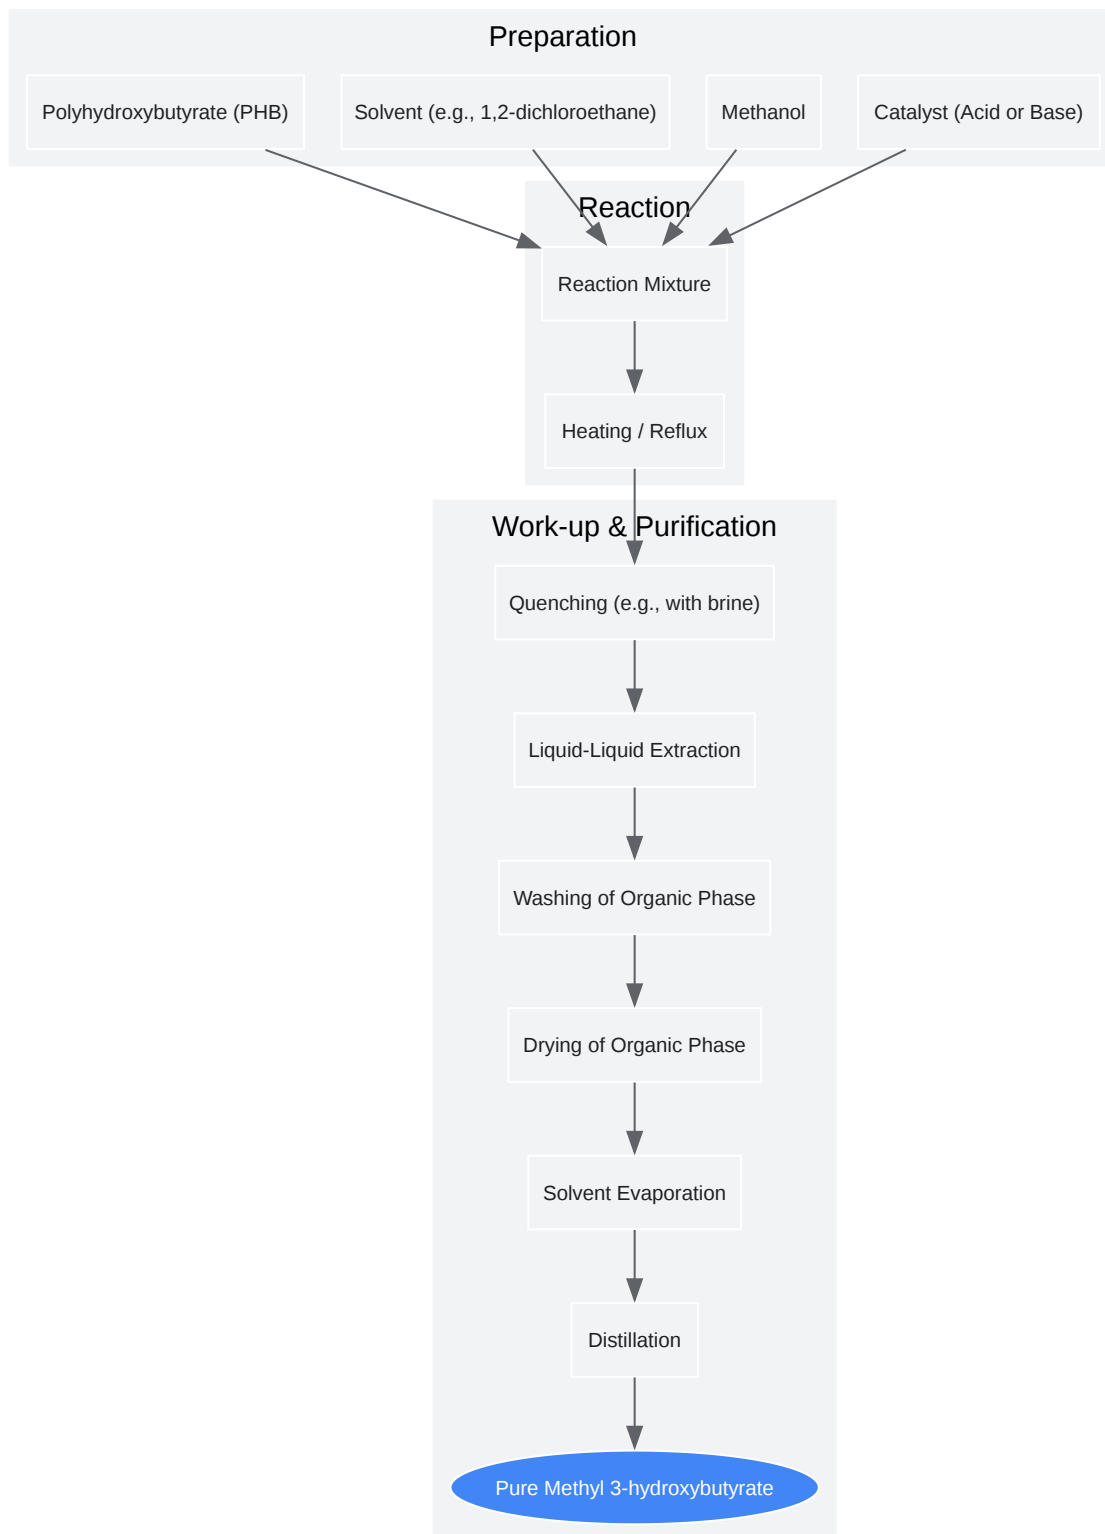 Preparation
Polyhydroxybutyrate (PHB)
Solvent (e.g., 1,2-dichloroethane)
Methanol
Catalyst (Acid or Base)
Reaction
Reaction Mixture
Heating / Reflux
Work-up & Purification
Quenching (e.g., with brine)
Liquid-Liquid Extraction
Washing of Organic Phase
Drying of Organic Phase
Solvent Evaporation
Distillation
Pure Methyl 3-hydroxybutyrate